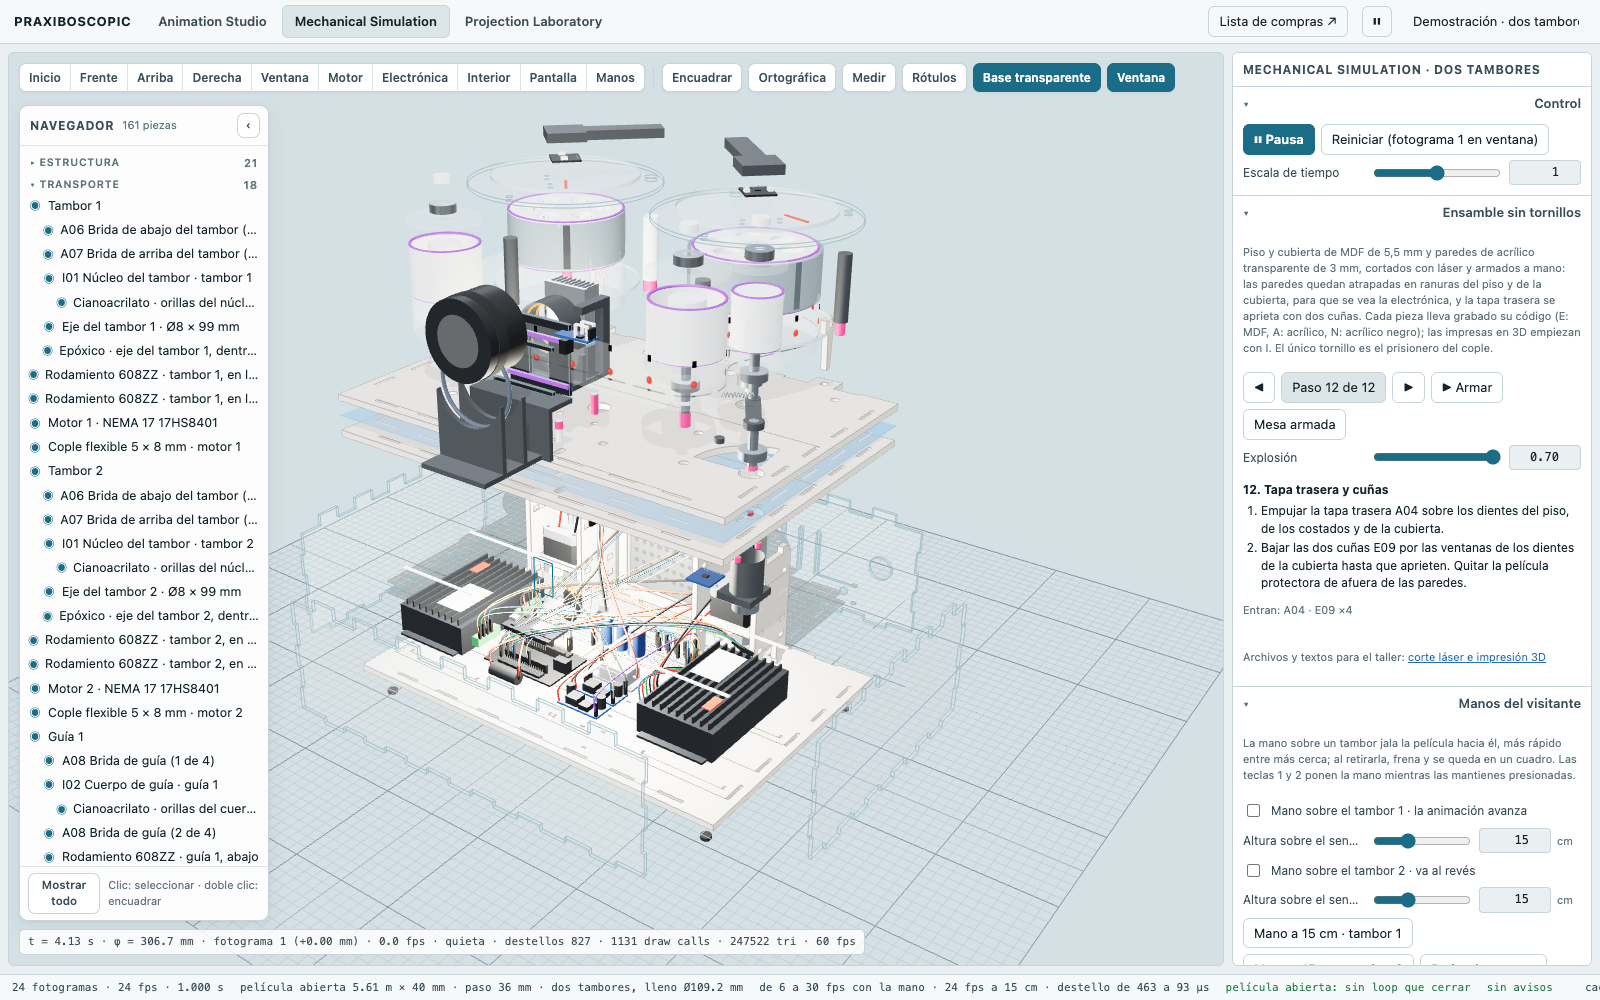 PRAXIBOSCOPIC
Animation Studio
Mechanical Simulation
Projection Laboratory
Lista de compras ↗
Demostración · dos tambor
Inicio
Frente
Arriba
Derecha
Ventana
Motor
Electrónica
Interior
Pantalla
Manos
Encuadrar
Ortográfica
Medir
Rótulos
Base transparente
Ventana
NAVEGADOR 161 piezas
ESTRUCTURA 21
TRANSPORTE 18
Tambor 1
A06 Brida de abajo del tambor (...
A07 Brida de arriba del tambor (...
I01 Núcleo del tambor · tambor 1
Cianoacrilato · orillas del núcl...
Eje del tambor 1 · Ø8 × 99 mm
Epóxico · eje del tambor 1, dentr...
Rodamiento 608ZZ · tambor 1, en l...
Rodamiento 608ZZ · tambor 1, en l...
Motor 1 · NEMA 17 17HS8401
Cople flexible 5 × 8 mm · motor 1
Tambor 2
A06 Brida de abajo del tambor (...
A07 Brida de arriba del tambor (...
I01 Núcleo del tambor · tambor 2
Cianoacrilato · orillas del núcl...
Eje del tambor 2 · Ø8 × 99 mm
Epóxico · eje del tambor 2, dentr...
Rodamiento 608ZZ · tambor 2, en ...
Rodamiento 608ZZ · tambor 2, en ...
Motor 2 · NEMA 17 17HS8401
Cople flexible 5 × 8 mm · motor 2
Guía 1
A08 Brida de guía (1 de 4)
I02 Cuerpo de guía · guía 1
Cianoacrilato · orillas del cuer...
A08 Brida de guía (2 de 4)
Rodamiento 608ZZ · guía 1, abajo
Mostrar todo
Clic: seleccionar · doble clic:
encuadrar
t = 4.13 s · φ = 306.7 mm · fotograma 1 (+0.00 mm) · 0.0 fps · quieta · destellos 827 · 1131 draw calls · 247522 tri · 60 fps
MECHANICAL SIMULATION · DOS TAMBORES
Control
Pausa
Reiniciar (fotograma 1 en ventana)
Escala de tiempo 1
Ensamble sin tornillos
Piso y cubierta de MDF de 5,5 mm y paredes de acrílico
transparente de 3 mm, cortados con láser y armados a mano:
las paredes quedan atrapadas en ranuras del piso y de la
cubierta, para que se vea la electrónica, y la tapa trasera se
aprieta con dos cuñas. Cada pieza lleva grabado su código (E:
MDF, A: acrílico, N: acrílico negro); las impresas en 3D empiezan
con I. El único tornillo es el prisionero del cople.
◀ Paso 12 de 12 ▶ ▶ Armar
Mesa armada
Explosión 0.70
12. Tapa trasera y cuñas
1. Empujar la tapa trasera A04 sobre los dientes del piso,
de los costados y de la cubierta.
2. Bajar las dos cuñas E09 por las ventanas de los dientes
de la cubierta hasta que aprieten. Quitar la película
protectora de afuera de las paredes.
Entran: A04 · E09 ×4
Archivos y textos para el taller: corte láser e impresión 3D
Manos del visitante
La mano sobre un tambor jala la película hacia él, más rápido
entre más cerca; al retirarla, frena y se queda en un cuadro. Las
teclas 1 y 2 ponen la mano mientras las mantienes presionadas.
Mano sobre el tambor 1 · la animación avanza
Altura sobre el sen... 15 cm
Mano sobre el tambor 2 · va al revés
Altura sobre el sen... 15 cm
Mano a 15 cm · tambor 1
24 fotogramas · 24 fps · 1.000 s película abierta 5.61 m × 40 mm · paso 36 mm · dos tambores, lleno Ø109.2 mm de 6 a 30 fps con la mano · 24 fps a 15 cm · destello de 463 a 93 μs película abierta: sin loop que cerrar sin avisos